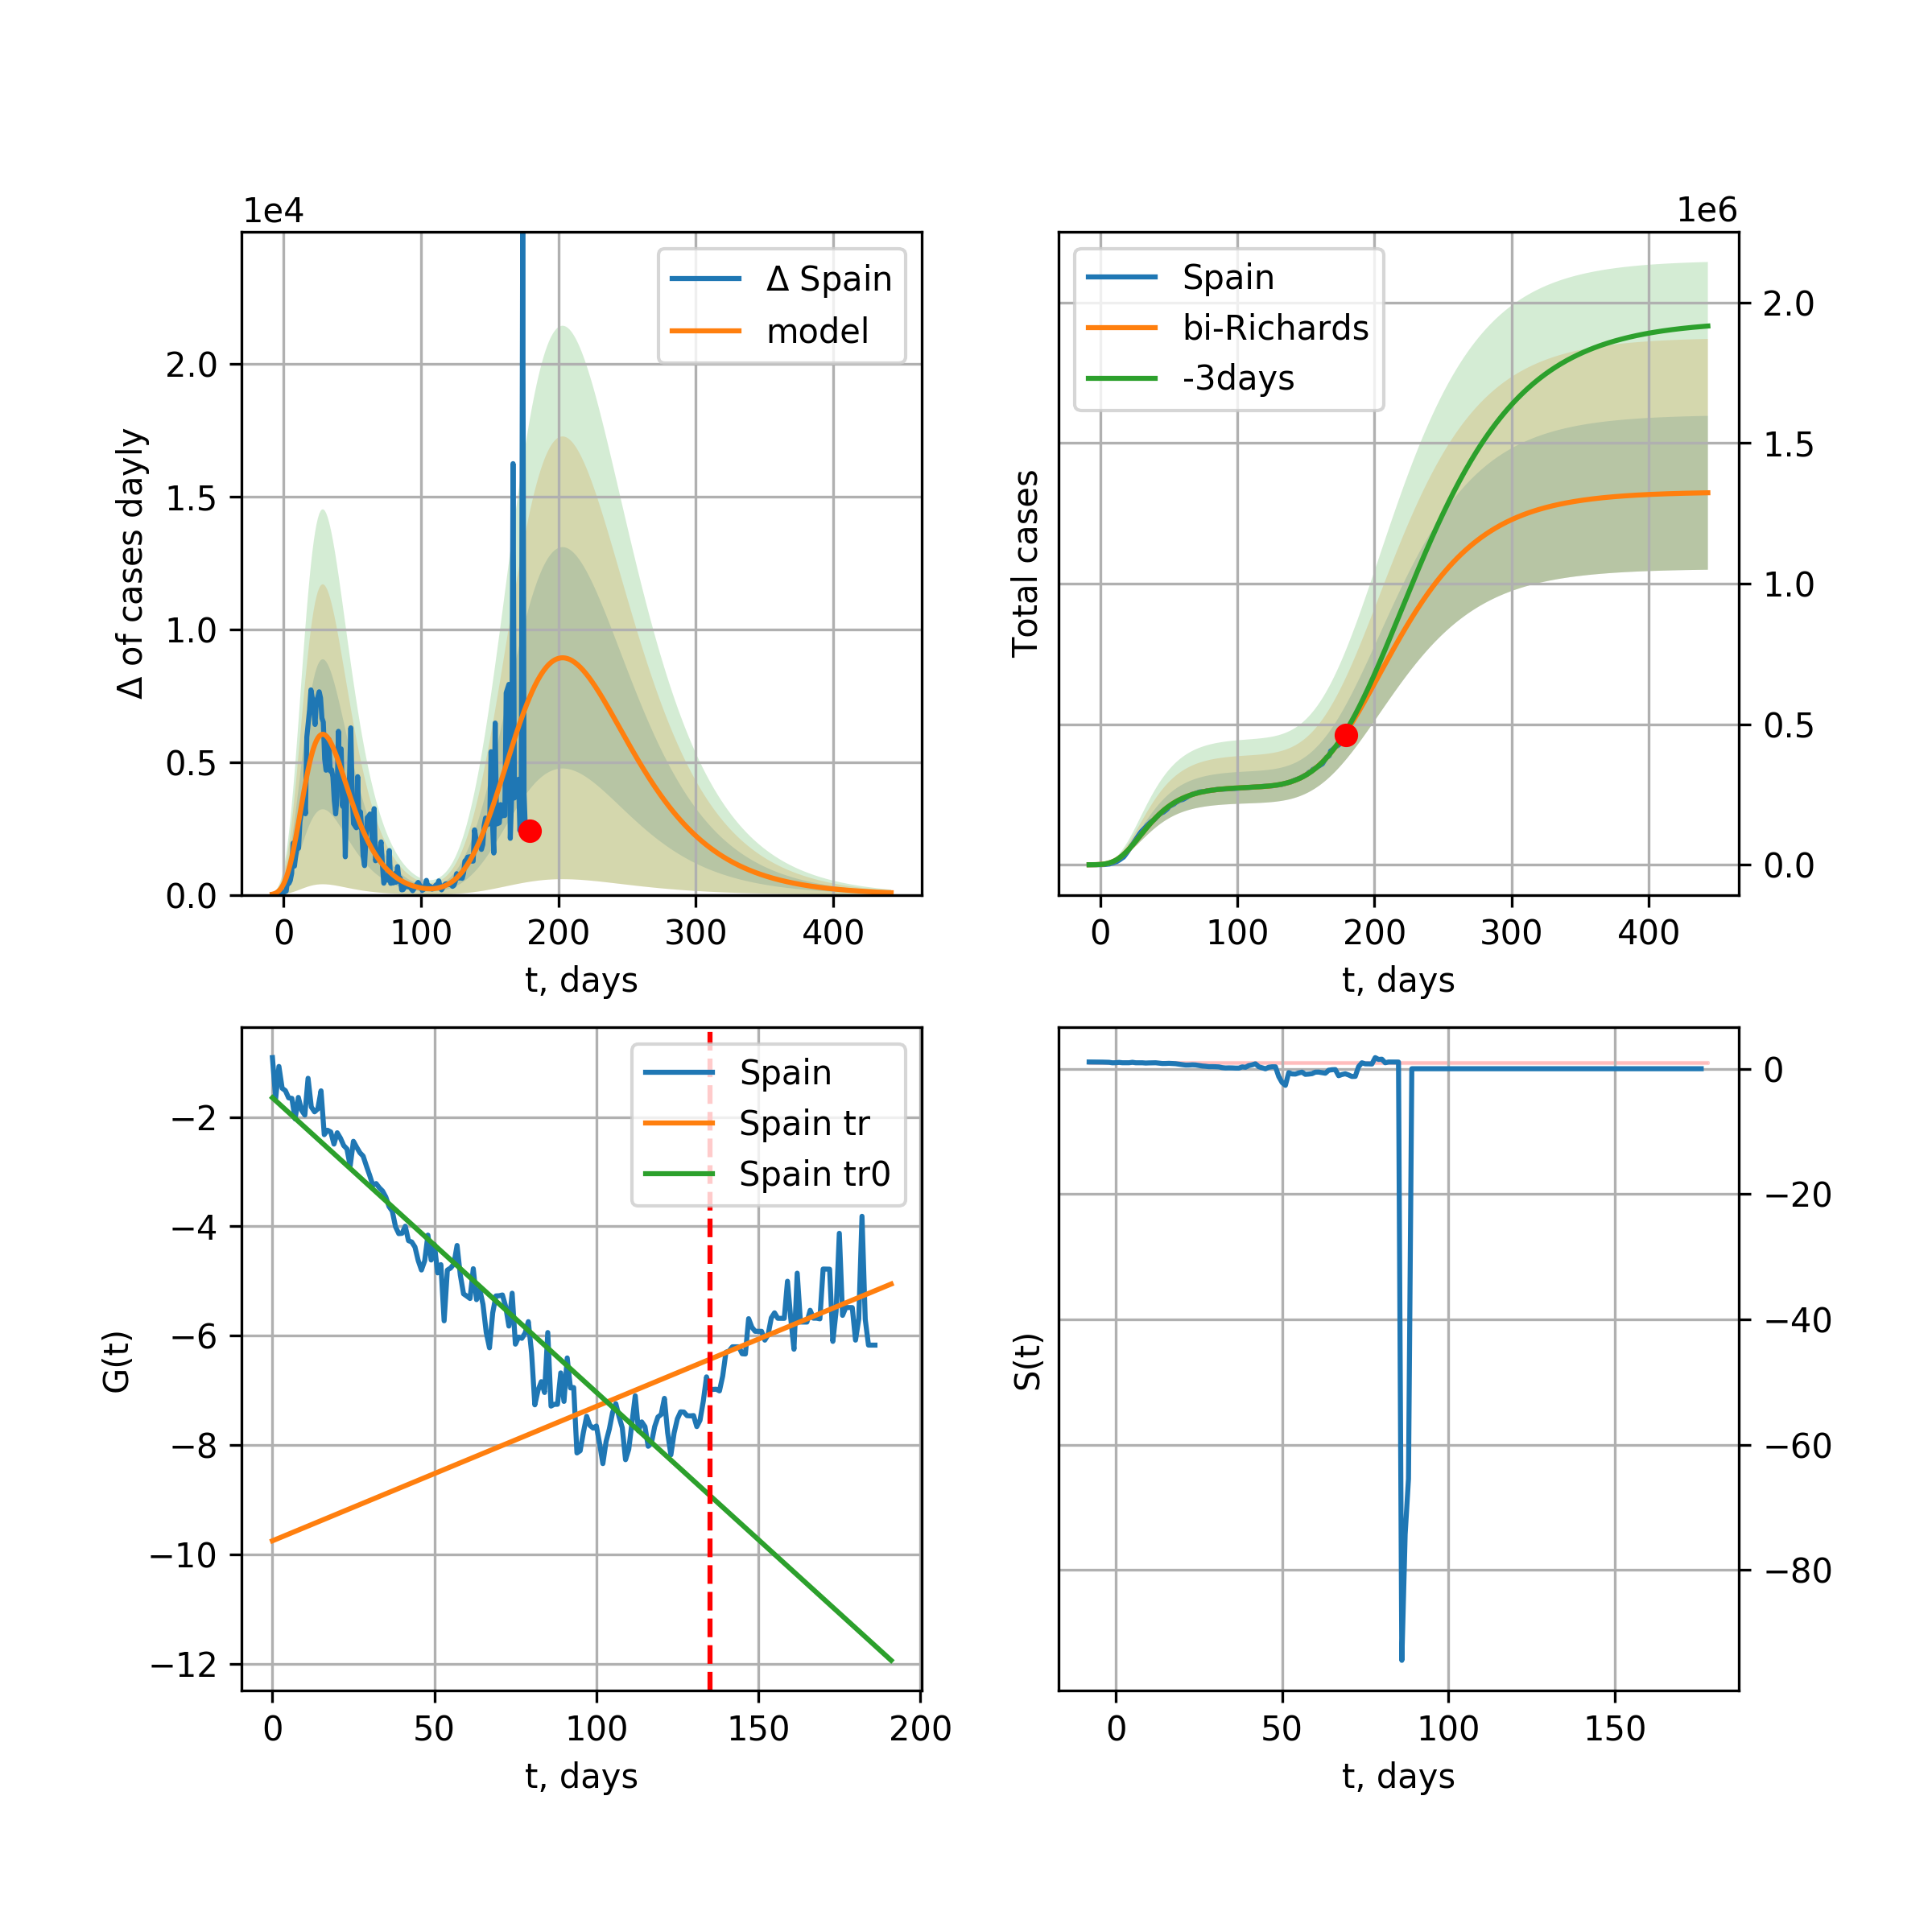 1e4
Δ of cases dayly
2.0
1.5
1.0
0.5
0.0
0 100 200 300 400
t, days
Δ Spain
model
1e6
Total cases
Spain
bi-Richards
-3days
2.0
1.5
1.0
0.5
0.0
0 100 200 300 400
t, days
G(t)
−2
−4
−6
−8
−10
−12
0 50 100 150 200
t, days
Spain
Spain tr
Spain tr0
S(t)
0
−20
−40
−60
−80
0 50 100 150
t, days